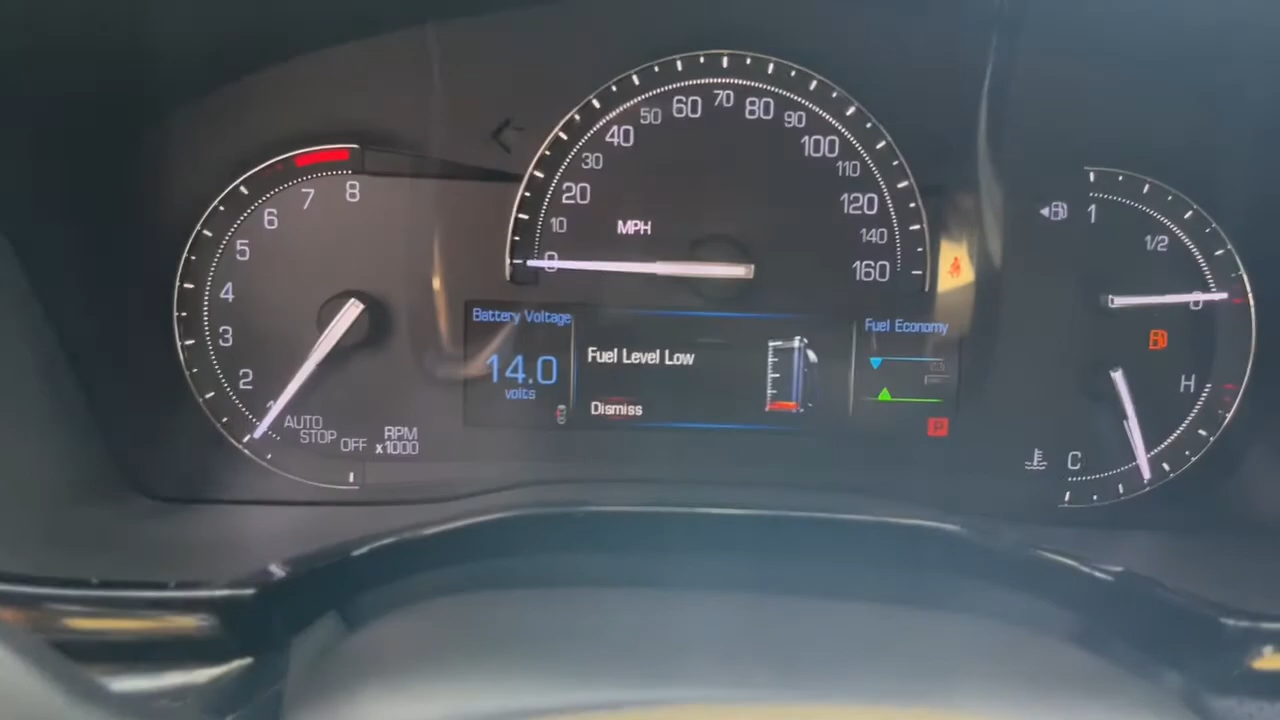 8
7
6
5
4
3
2
1
AUTO
STOP
OFF
RPM
x1000
0
10
20
30
40
50
60
70
80
90
100
110
120
140
160
MPH
Battery Voltage
14.0
volts
Fuel Level Low
Dismiss
Fuel Economy
P
1
1/2
0
H
C